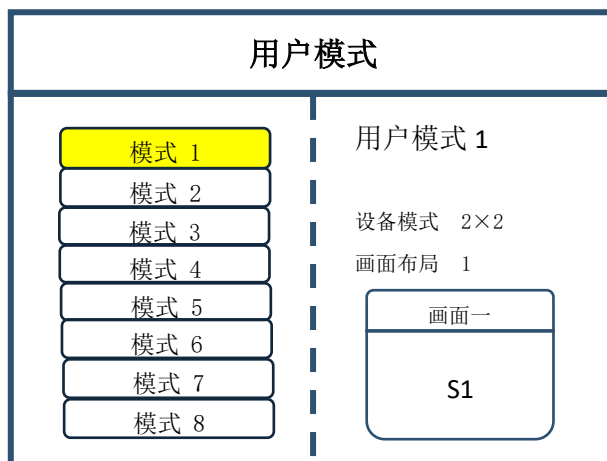 用户模式
模式 1
模式 2
模式 3
模式 4
模式 5
模式 6
模式 7
模式 8
用户模式 1
设备模式 2×2
画面布局 1
画面一
S1